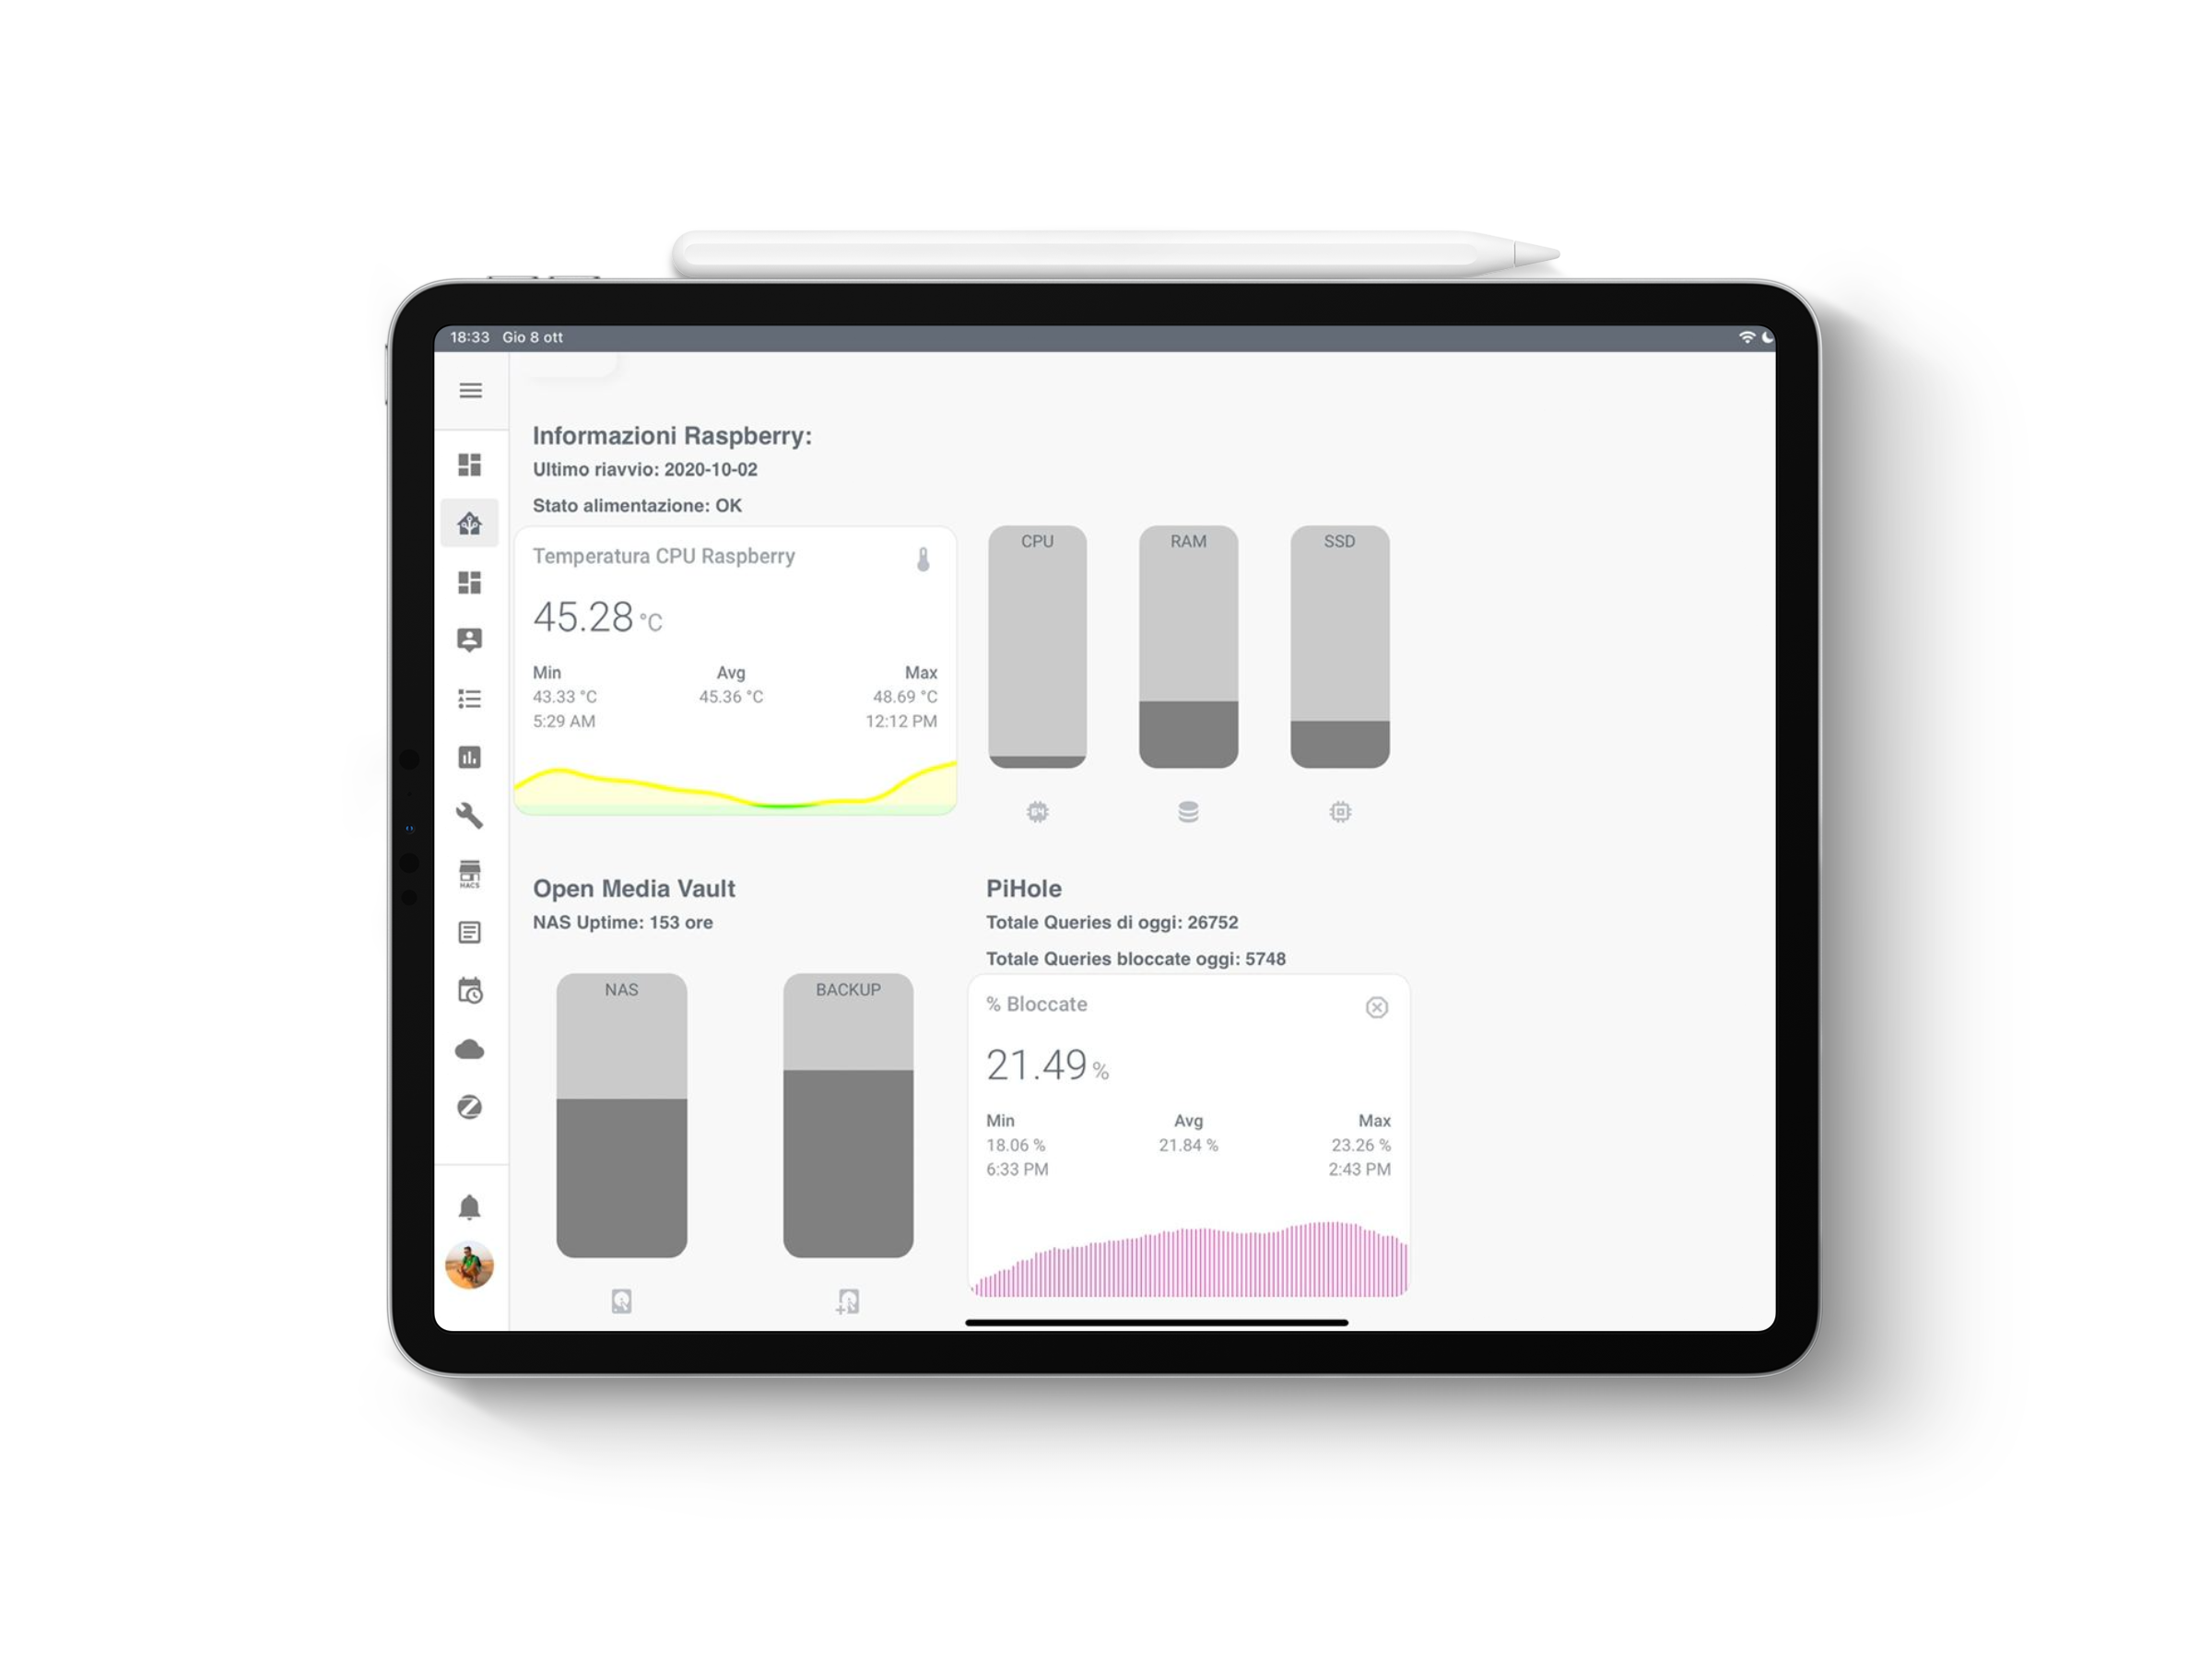 18:33 Gio 8 ott
Informazioni Raspberry:
Ultimo riavvio: 2020-10-02
Stato alimentazione: OK
Temperatura CPU Raspberry
45.28 °C
Min Avg Max
43.33 °C 45.36 °C 48.69 °C
5:29 AM 12:12 PM
CPU RAM SSD
64
HACS
Open Media Vault
NAS Uptime: 153 ore
NAS BACKUP
PiHole
Totale Queries di oggi: 26752
Totale Queries bloccate oggi: 5748
% Bloccate
21.49 %
Min Avg Max
18.06 % 21.84 % 23.26 %
6:33 PM 2:43 PM